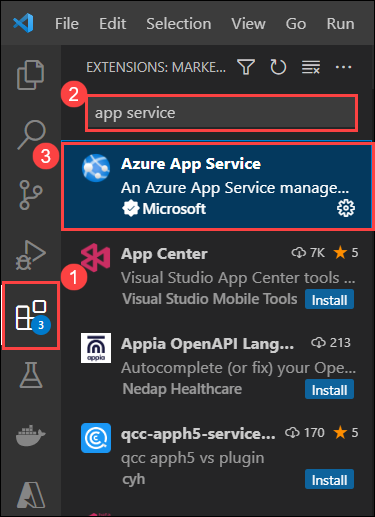 File Edit Selection View Go Run
EXTENSIONS: MARKE... ...
2
app service
3
Azure App Service
An Azure App Service manage...
Microsoft
App Center 7K 5
1
Visual Studio App Center tools ...
Visual Studio Mobile Tools Install
3
appia
Appia OpenAPI Lang... 213
Autocomplete (or fix) your Ope...
Nedap Healthcare Install
qcc-apph5-service... 170 5
qcc apph5 vs plugin
cyh Install